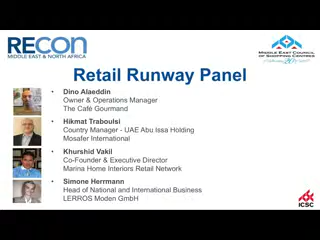 RECON
MIDDLE EAST & NORTH AFRICA
MIDDLE EAST COUNCIL
OF SHOPPING CENTRES
Retail Runway Panel
• Dino Alaeddin
Owner & Operations Manager
The Café Gourmand
• Hikmat Traboulsi
Country Manager - UAE Abu Issa Holding
Mosafer International
• Khurshid Vakil
Co-Founder & Executive Director
Marina Home Interiors Retail Network
• Simone Herrmann
Head of National and International Business
LERROS Moden GmbH
ICSC